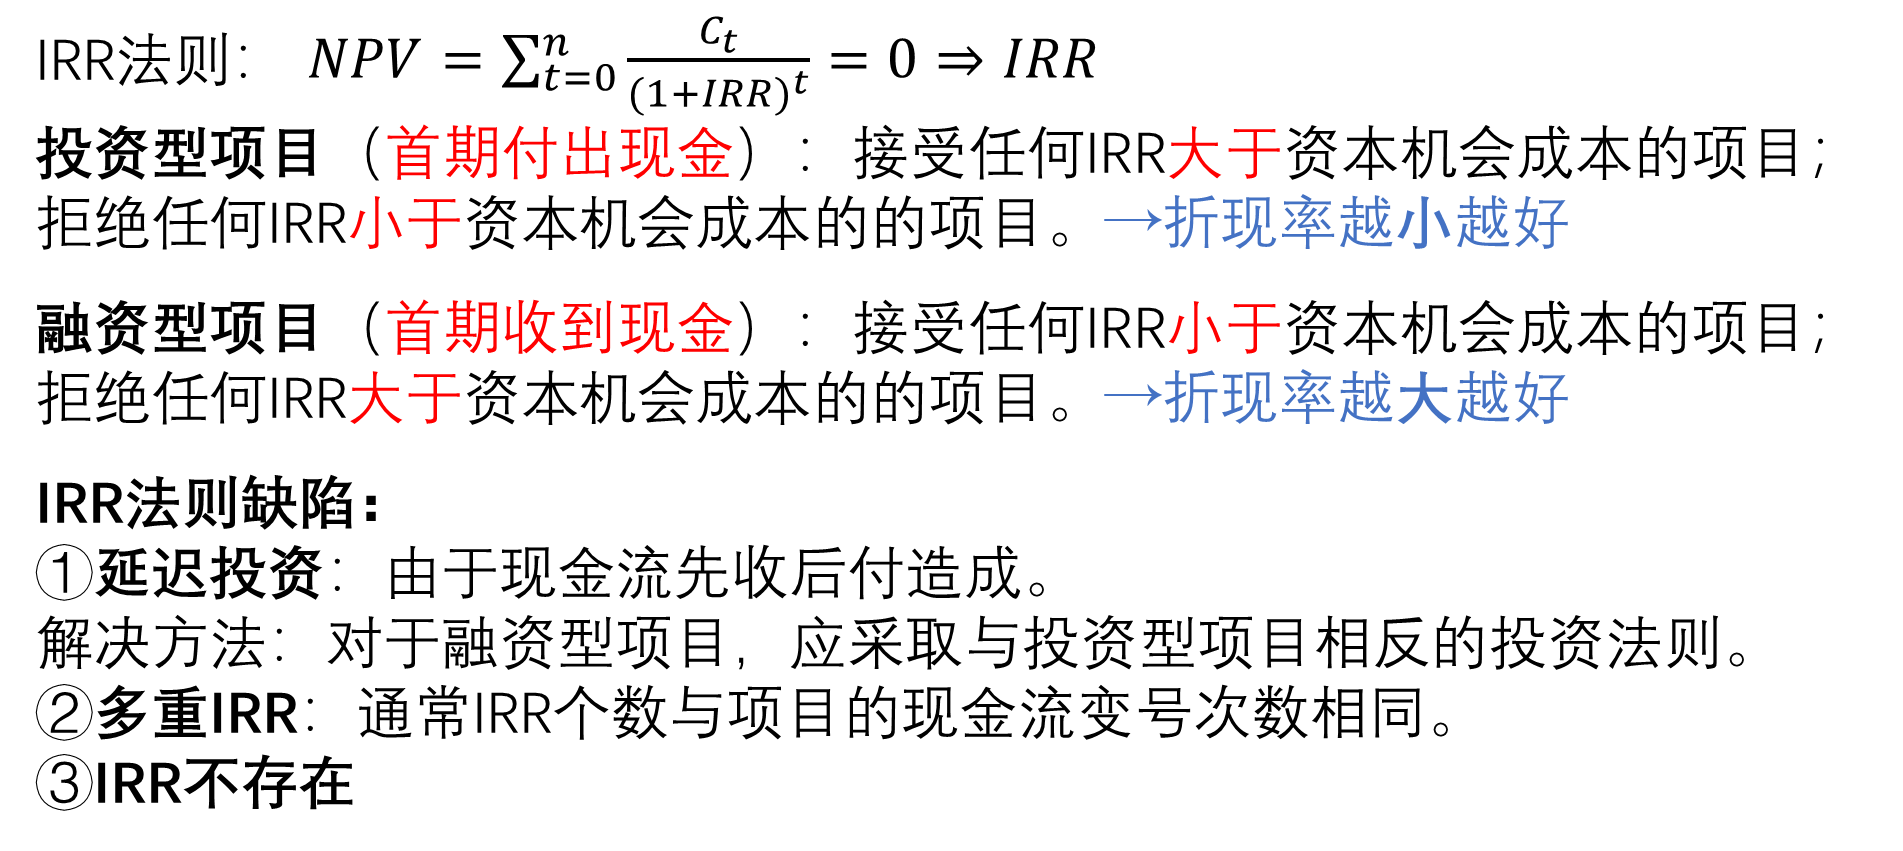 IRR法则： NPV = ∑_{t=0}^{n} C_t/(1+IRR)^t = 0 ⇒ IRR
投资型项目（首期付出现金）：接受任何IRR大于资本机会成本的项目；
拒绝任何IRR小于资本机会成本的的项目。→折现率越小越好
融资型项目（首期收到现金）：接受任何IRR小于资本机会成本的项目；
拒绝任何IRR大于资本机会成本的的项目。→折现率越大越好
IRR法则缺陷：
①延迟投资：由于现金流先收后付造成。
解决方法：对于融资型项目，应采取与投资型项目相反的投资法则。
②多重IRR：通常IRR个数与项目的现金流变号次数相同。
③IRR不存在